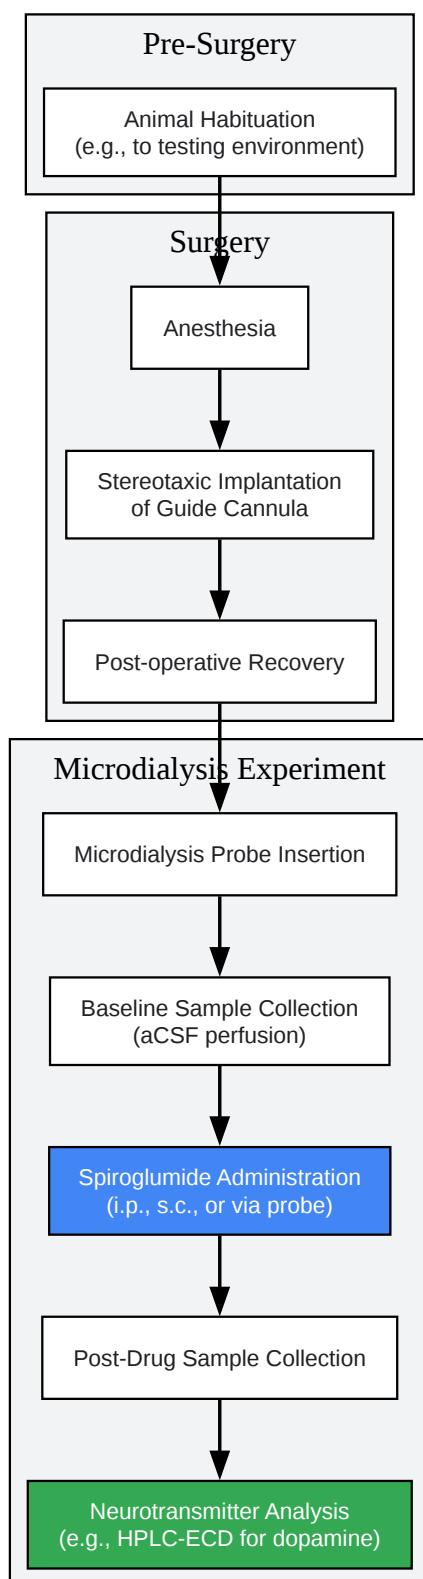 Pre-Surgery
Animal Habituation
(e.g., to testing environment)
Surgery
Anesthesia
Stereotaxic Implantation
of Guide Cannula
Post-operative Recovery
Microdialysis Experiment
Microdialysis Probe Insertion
Baseline Sample Collection
(aCSF perfusion)
Spiroglumide Administration
(i.p., s.c., or via probe)
Post-Drug Sample Collection
Neurotransmitter Analysis
(e.g., HPLC-ECD for dopamine)